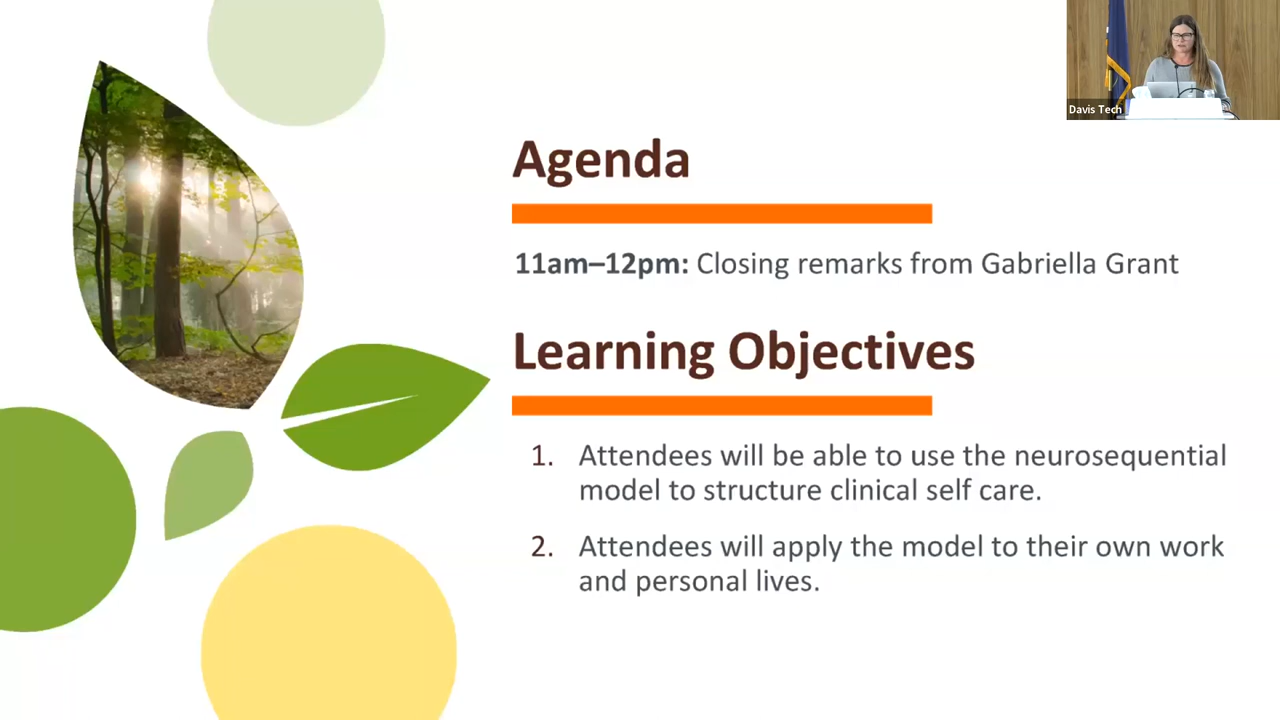 Davis Tech
Agenda
11am–12pm: Closing remarks from Gabriella Grant
Learning Objectives
1. Attendees will be able to use the neurosequential
model to structure clinical self care.
2. Attendees will apply the model to their own work
and personal lives.